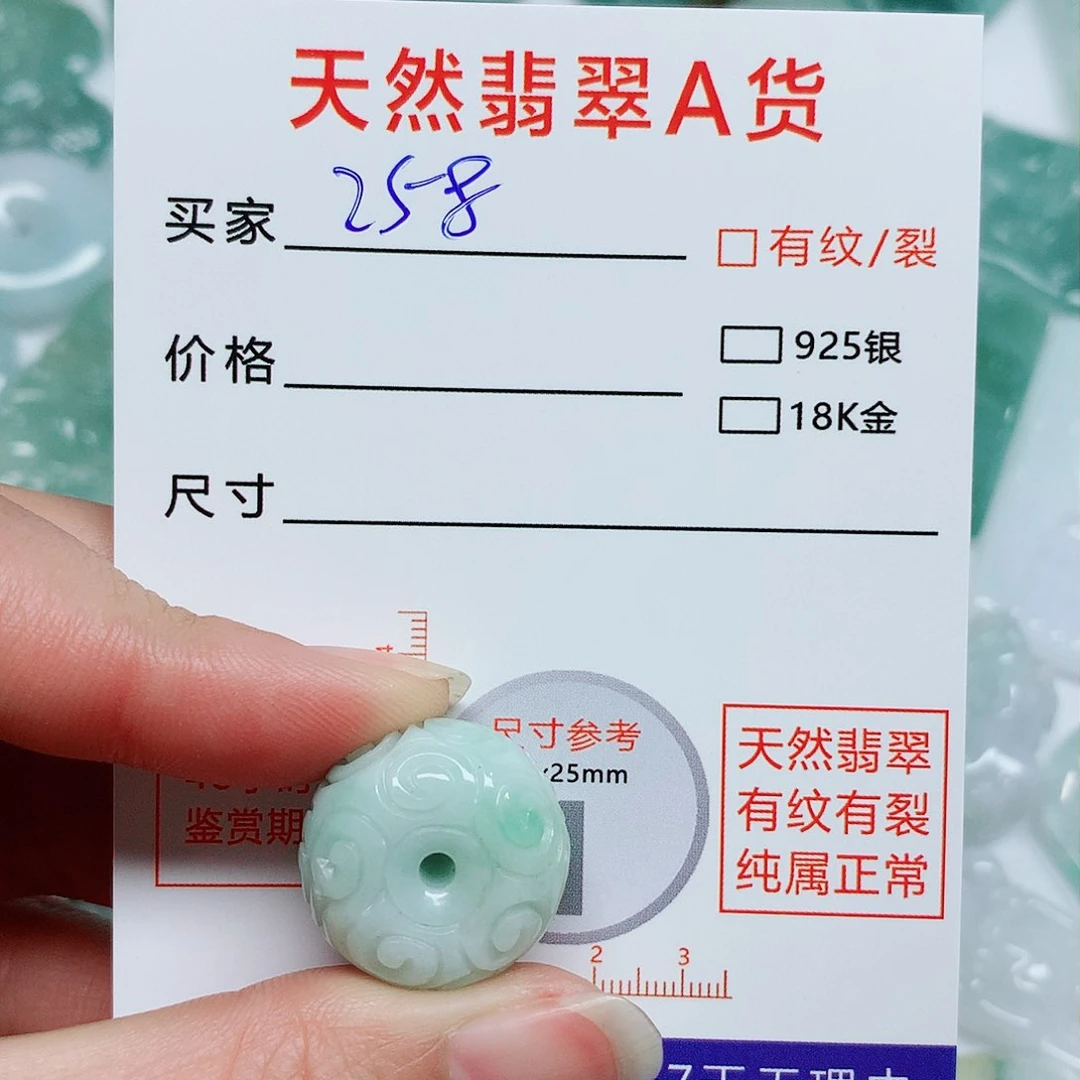 天然翡翠A货
买家 258
有纹/裂
价格
925银
18K金
尺寸
尺寸参考
25mm
天然翡翠
有纹有裂
纯属正常
鉴赏期
2 3